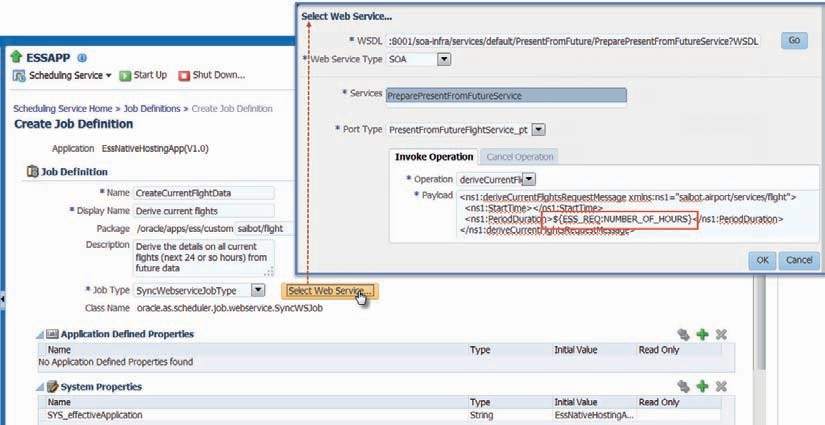 Select Web Service...
* WSDL :8001/soa-infra/services/default/PresentFromFuture/PreparePresentFromFutureService?WSDL Go
* Web Service Type SOA
* Services PreparePresentFromFutureService
* Port Type PresentFromFutureFlightService_pt
Invoke Operation Cancel Operation
* Operation deriveCurrentFl
* Payload <ns1:deriveCurrentFlightsRequestMessage xmlns:ns1="saibot.airport/services/flight">
<ns1:StartTime></ns1:StartTime>
<ns1:PeriodDuration>${ESS_REQ:NUMBER_OF_HOURS}</ns1:PeriodDuration>
</ns1:deriveCurrentFlightsRequestMessage>
OK Cancel
ESSAPP
Scheduling Service Start Up Shut Down...
Scheduling Service Home > Job Definitions > Create Job Definition
Create Job Definition
Application EssNativeHostingApp(V1.0)
Job Definition
* Name CreateCurrentFlightData
* Display Name Derive current flights
Package /oracle/apps/ess/custom saibot/flight
Description Derive the details on all current
flights (next 24 or so hours) from
future data
* Job Type SyncWebserviceJobType Select Web Service...
Class Name oracle.as.scheduler.job.webservice.SyncWSJob
Application Defined Properties
Name Type Initial Value Read Only
No Application Defined Properties found
System Properties
Name Type Initial Value Read Only
SYS_effectiveApplication String EssNativeHostingA...